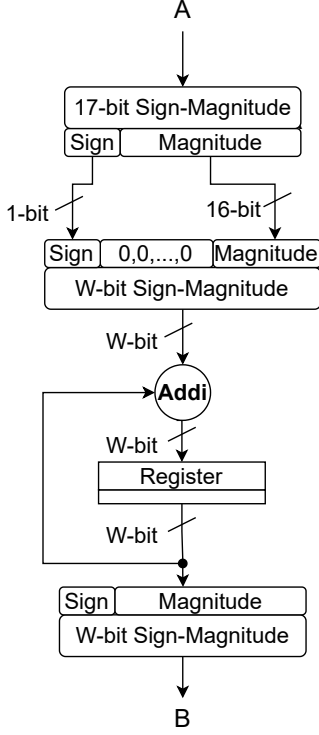 A
17-bit Sign-Magnitude
Sign Magnitude
1-bit 16-bit
Sign 0,0,...,0 Magnitude
W-bit Sign-Magnitude
W-bit
Addi
W-bit
Register
W-bit
Sign Magnitude
W-bit Sign-Magnitude
B